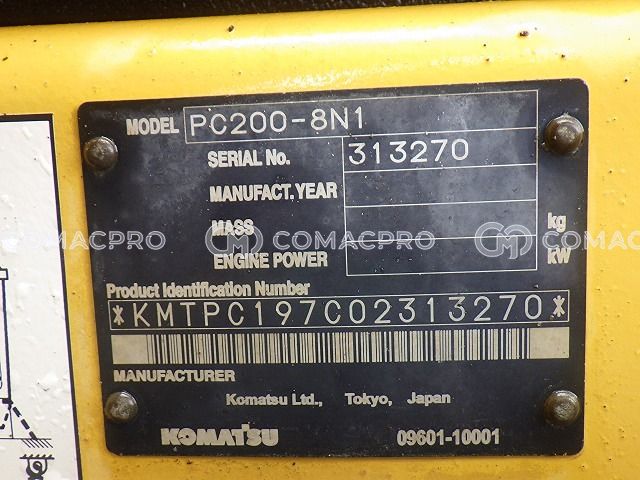 MODEL PC200-8N1
SERIAL No. 313270
MANUFACT. YEAR
MASS kg
COMACPRO COMACPRO COMACPRO
ENGINE POWER kW
Product Identification Number
*KMTPC197C02313270*
MANUFACTURER
Komatsu Ltd., Tokyo, Japan
KOMATSU 09601-10001